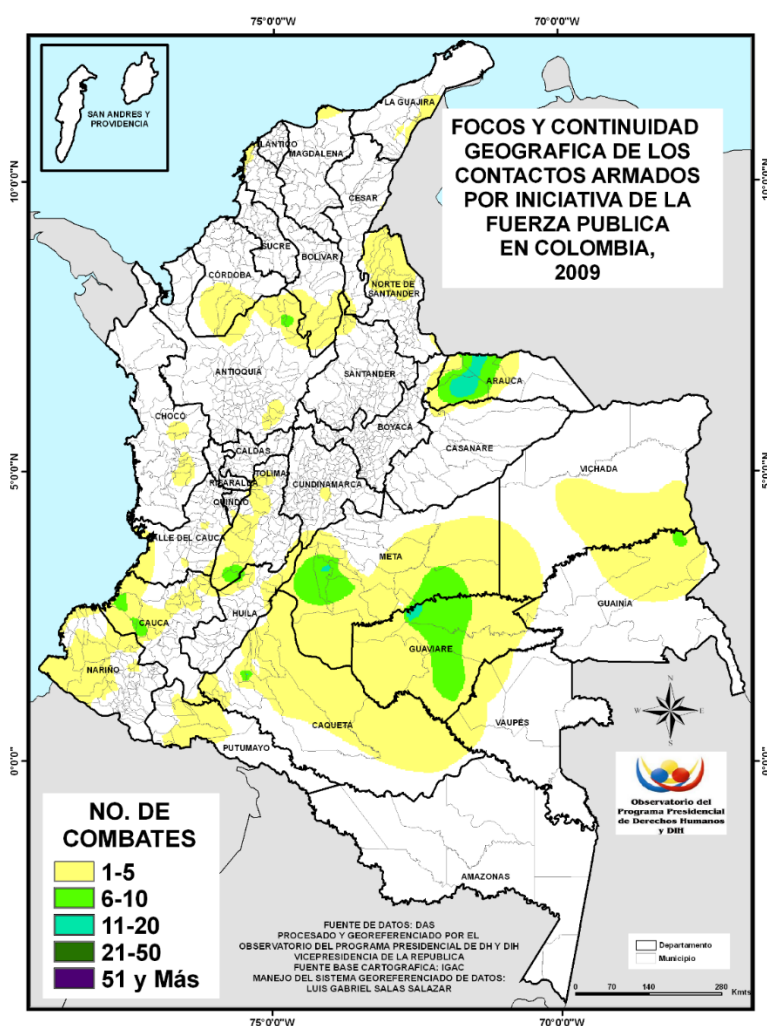 75°0'0"W
70°0'0"W
SAN ANDRES Y
PROVIDENCIA
FOCOS Y CONTINUIDAD
GEOGRAFICA DE LOS
CONTACTOS ARMADOS
POR INICIATIVA DE LA
FUERZA PUBLICA
EN COLOMBIA,
2009
LA GUAJIRA
ATLÁNTICO
MAGDALENA
10°0'0"N
10°0'0"N
CESAR
SUCRE
BOLÍVAR
CÓRDOBA
NORTE DE
SANTANDER
ANTIOQUIA
SANTANDER
ARAUCA
CHOCÓ
BOYACA
CASANARE
CALDAS
5°0'0"N
5°0'0"N
VICHADA
RISARALDA
TOLIMA
CUNDINAMARCA
QUINDIO
VALLE DEL CAUCA
META
GUAINÍA
HUILA
CAUCA
GUAVIARE
NARIÑO
CAQUETA
VAUPÉS
PUTUMAYO
0°0'0"
0°0'0"
N
W
E
S
Observatorio del
Programa Presidencial
de Derechos Humanos
y DIH
AMAZONAS
NO. DE
COMBATES
1-5
6-10
11-20
21-50
51 y Más
FUENTE DE DATOS: DAS
PROCESADO Y GEOREFERENCIADO POR EL
OBSERVATORIO DEL PROGRAMA PRESIDENCIAL DE DH Y DIH
VICEPRESIDENCIA DE LA REPUBLICA
FUENTE BASE CARTOGRAFICA: IGAC
MANEJO DEL SISTEMA GEOREFERENCIADO DE DATOS:
LUIS GABRIEL SALAS SALAZAR
Departamento
Municipio
0 70 140 280
Kmts
75°0'0"W
70°0'0"W